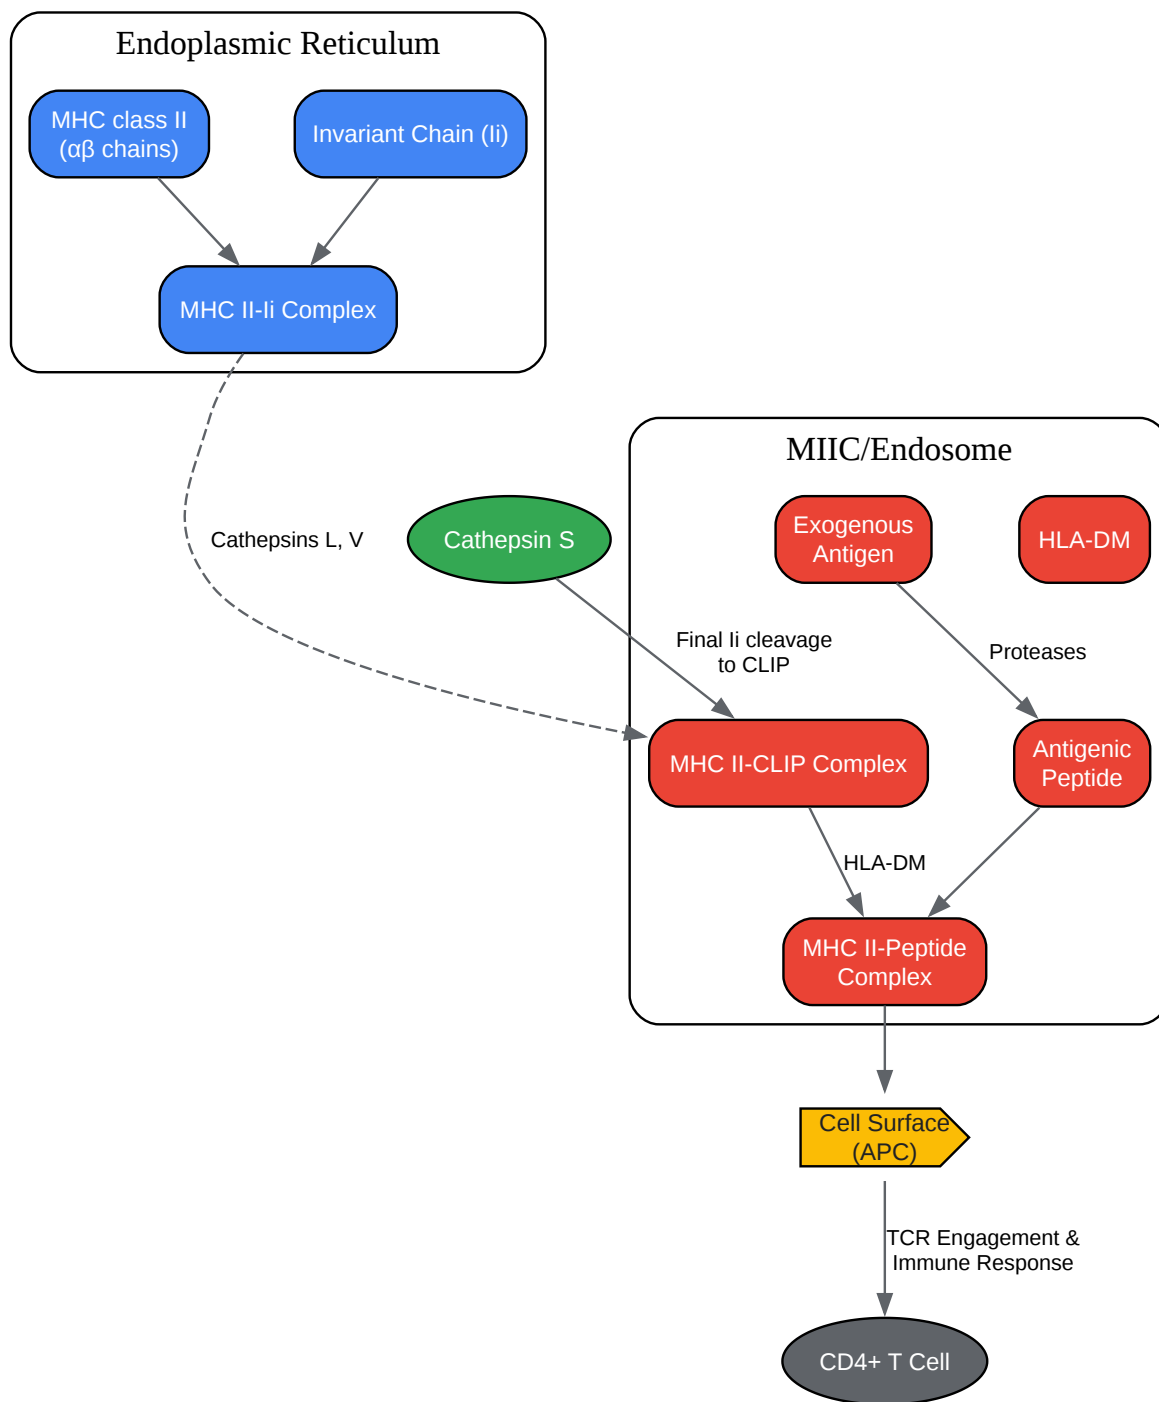 Endoplasmic Reticulum
MHC class II
(αβ chains)
Invariant Chain (Ii)
MHC II-Ii Complex
MIIC/Endosome
Cathepsins L, V
Cathepsin S
Exogenous
Antigen
HLA-DM
Final Ii cleavage
to CLIP
Proteases
MHC II-CLIP Complex
Antigenic
Peptide
HLA-DM
MHC II-Peptide
Complex
Cell Surface
(APC)
TCR Engagement &
Immune Response
CD4+ T Cell